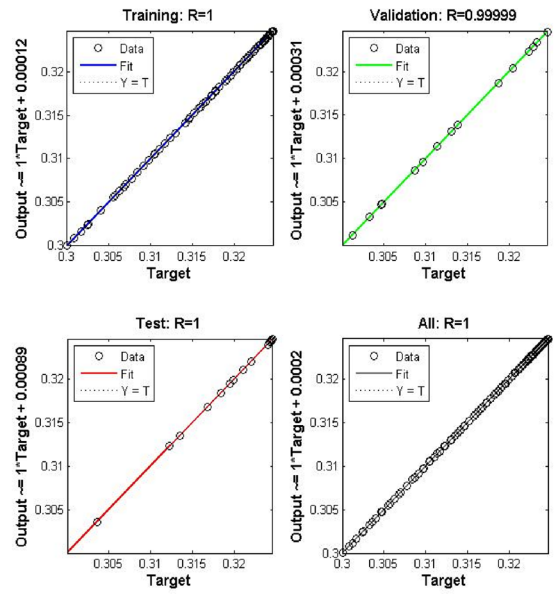 Training: R=1
Output ~= 1*Target + 0.00012
Data
Fit
Y = T
0.32
0.315
0.31
0.305
0.3
0.3 0.305 0.31 0.315 0.32
Target
Validation: R=0.99999
Output ~= 1*Target + 0.00031
Data
Fit
Y = T
0.32
0.315
0.31
0.305
0.305 0.31 0.315 0.32
Target
Test: R=1
Output ~= 1*Target + 0.00089
Data
Fit
Y = T
0.32
0.315
0.31
0.305
0.305 0.31 0.315 0.32
Target
All: R=1
Output ~= 1*Target + 0.0002
Data
Fit
Y = T
0.32
0.315
0.31
0.305
0.3
0.3 0.305 0.31 0.315 0.32
Target